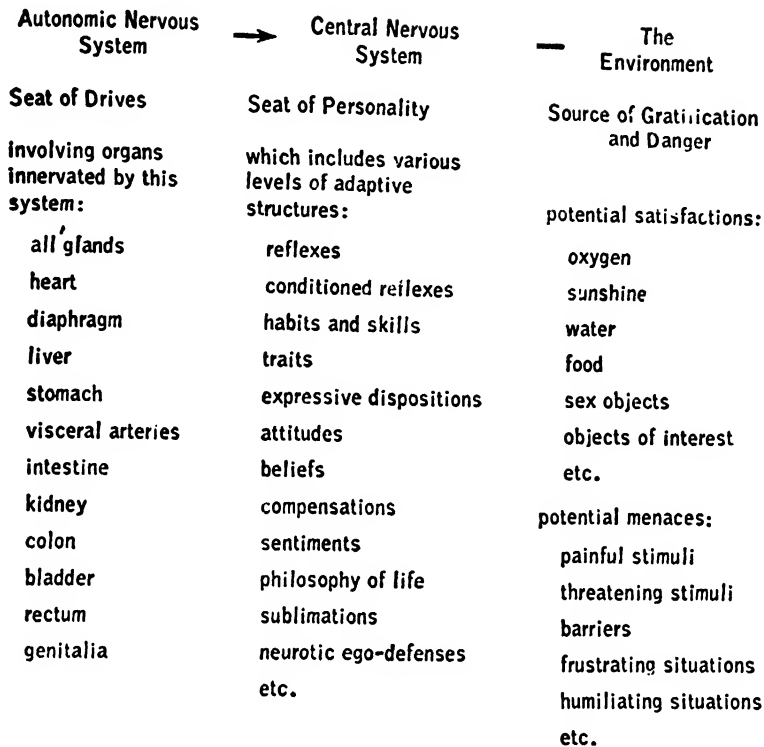 Autonomic Nervous
System
Central Nervous
System
The
Environment
Seat of Drives
involving organs
innervated by this
system:
all glands
heart
diaphragm
liver
stomach
visceral arteries
intestine
kidney
colon
bladder
rectum
genitalia
Seat of Personality
which includes various
levels of adaptive
structures:
reflexes
conditioned reflexes
habits and skills
traits
expressive dispositions
attitudes
beliefs
compensations
sentiments
philosophy of life
sublimations
neurotic ego-defenses
etc.
Source of Gratification
and Danger
potential satisfactions:
oxygen
sunshine
water
food
sex objects
objects of interest
etc.
potential menaces:
painful stimuli
threatening stimuli
barriers
frustrating situations
humiliating situations
etc.